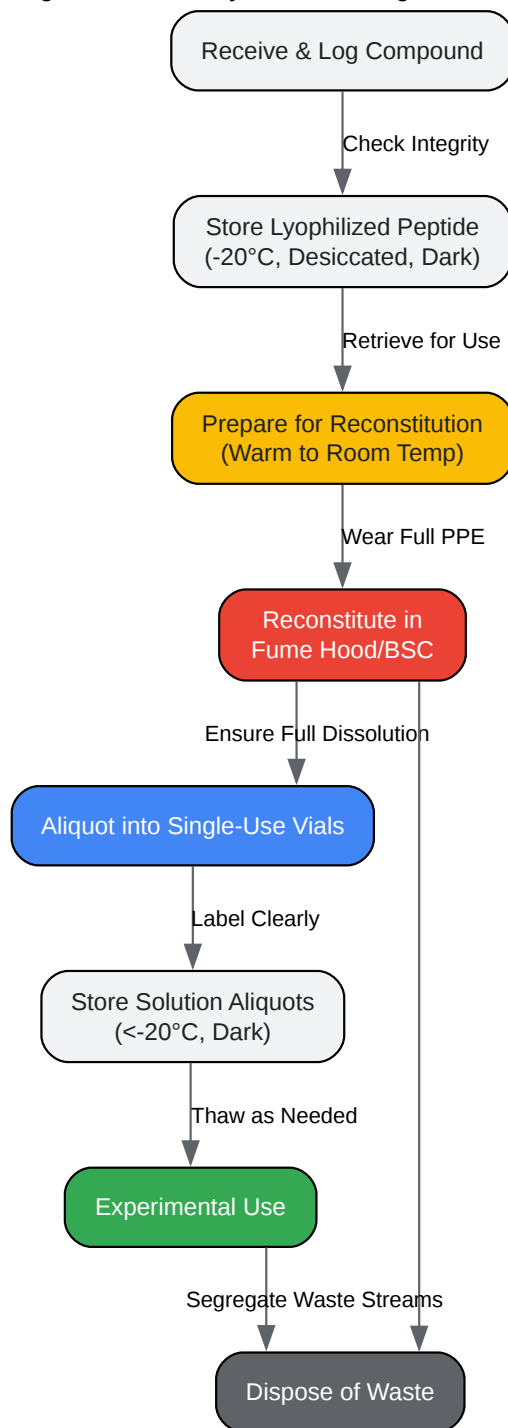 Receive & Log Compound
Check Integrity
Store Lyophilized Peptide
(-20°C, Desiccated, Dark)
Retrieve for Use
Prepare for Reconstitution
(Warm to Room Temp)
Wear Full PPE
Reconstitute in
Fume Hood/BSC
Ensure Full Dissolution
Aliquot into Single-Use Vials
Label Clearly
Store Solution Aliquots
(<-20°C, Dark)
Thaw as Needed
Experimental Use
Segregate Waste Streams
Dispose of Waste